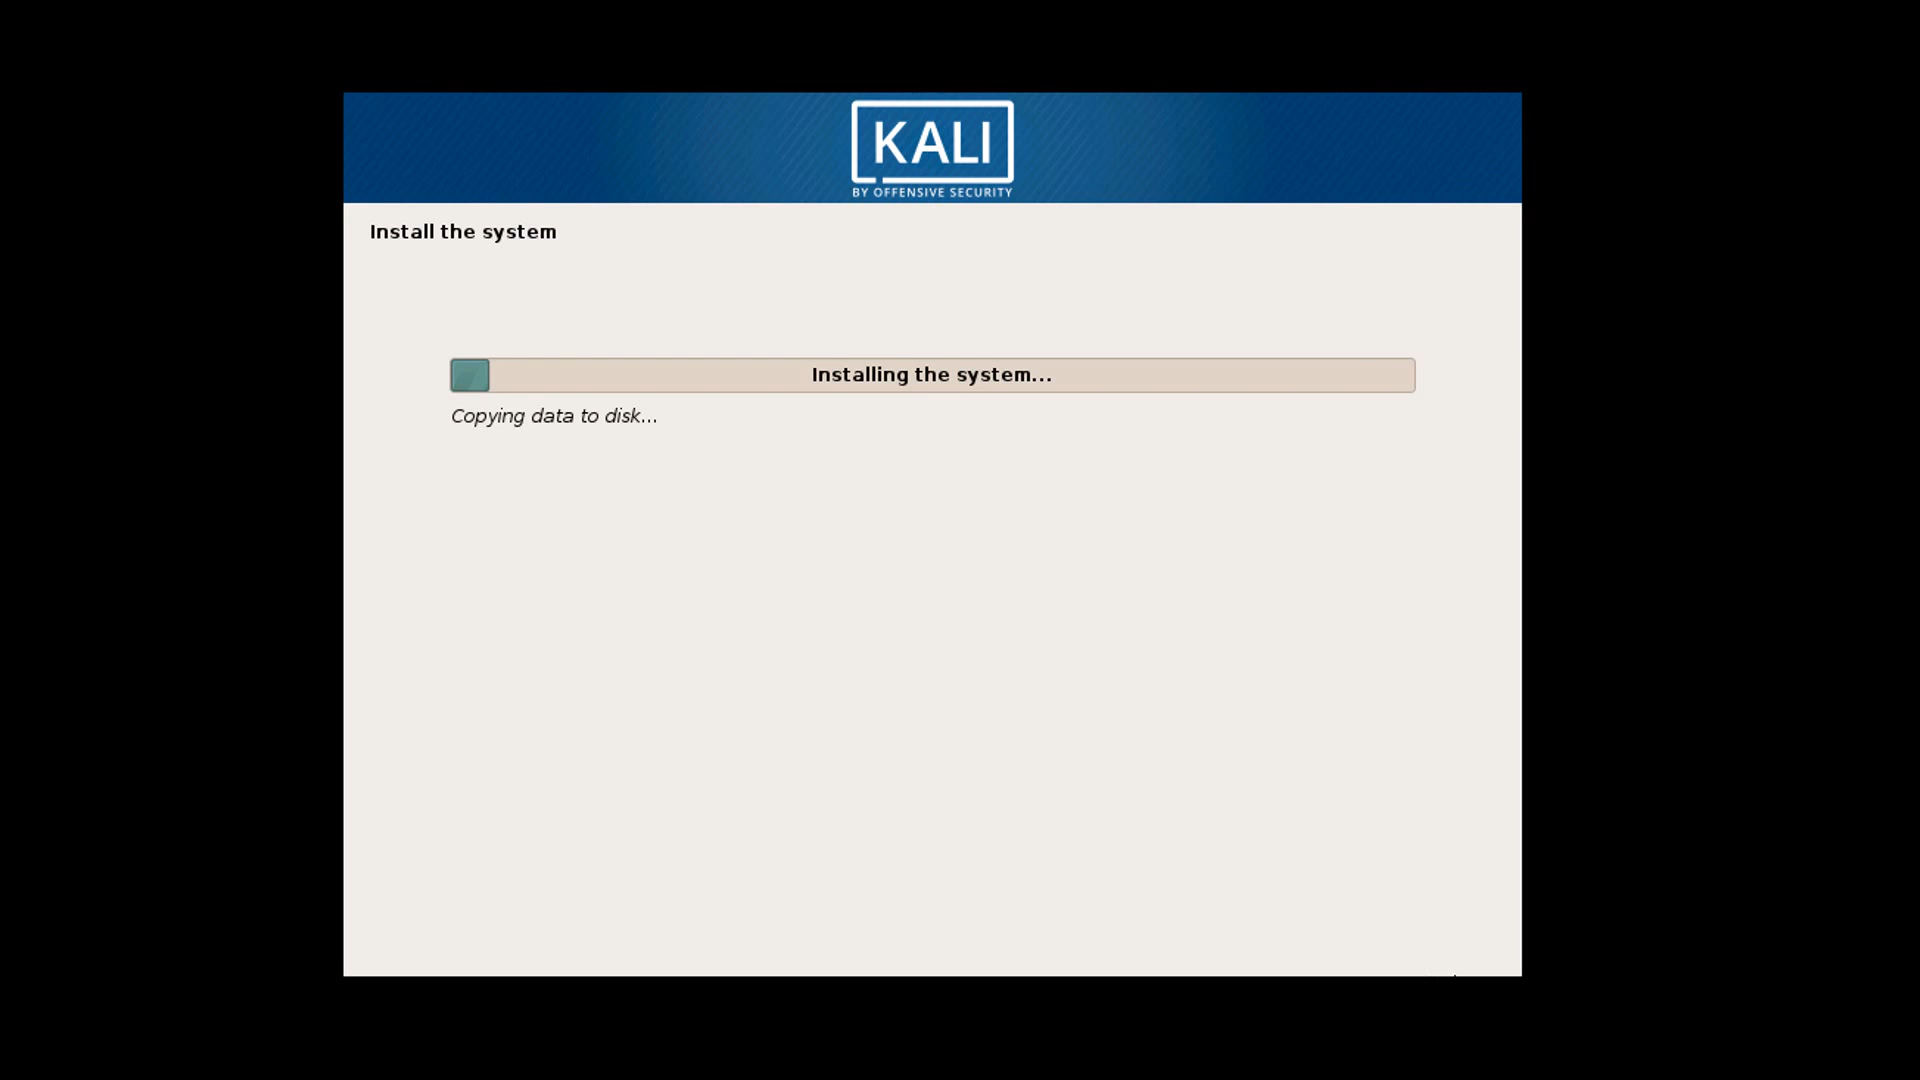 KALI
BY OFFENSIVE SECURITY
Install the system
Installing the system...
Copying data to disk...